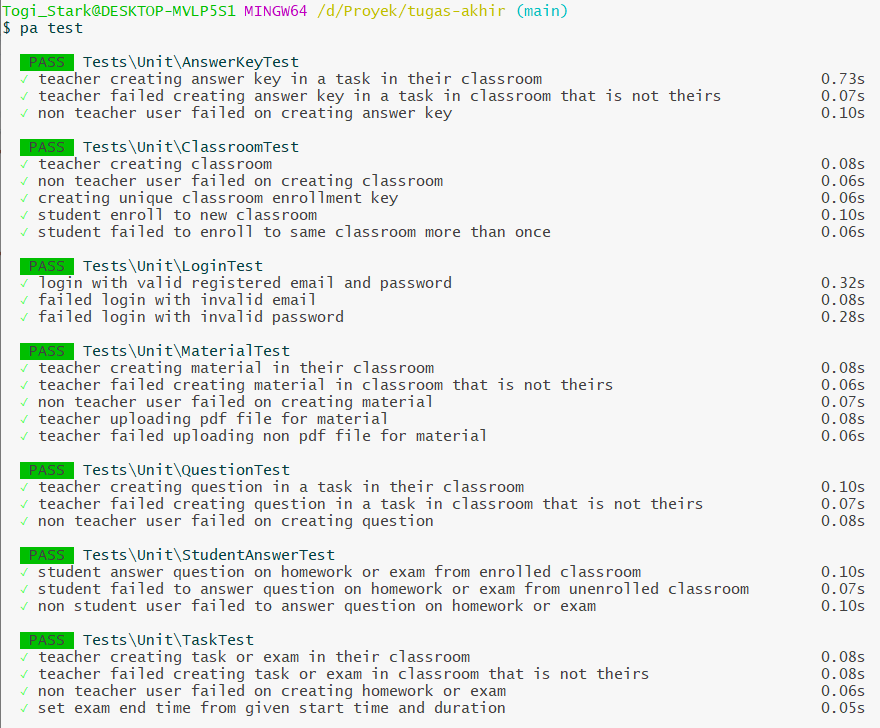 Togi_Stark@DESKTOP-MVLP5S1 MINGW64 /d/Proyek/tugas-akhir (main)
$ pa test
PASS Tests\Unit\AnswerKeyTest
✓ teacher creating answer key in a task in their classroom 0.73s
✓ teacher failed creating answer key in a task in classroom that is not theirs 0.07s
✓ non teacher user failed on creating answer key 0.10s
PASS Tests\Unit\ClassroomTest
✓ teacher creating classroom 0.08s
✓ non teacher user failed on creating classroom 0.06s
✓ creating unique classroom enrollment key 0.06s
✓ student enroll to new classroom 0.10s
✓ student failed to enroll to same classroom more than once 0.06s
PASS Tests\Unit\LoginTest
✓ login with valid registered email and password 0.32s
✓ failed login with invalid email 0.08s
✓ failed login with invalid password 0.28s
PASS Tests\Unit\MaterialTest
✓ teacher creating material in their classroom 0.08s
✓ teacher failed creating material in classroom that is not theirs 0.06s
✓ non teacher user failed on creating material 0.07s
✓ teacher uploading pdf file for material 0.08s
✓ teacher failed uploading non pdf file for material 0.06s
PASS Tests\Unit\QuestionTest
✓ teacher creating question in a task in their classroom 0.10s
✓ teacher failed creating question in a task in classroom that is not theirs 0.07s
✓ non teacher user failed on creating question 0.08s
PASS Tests\Unit\StudentAnswerTest
✓ student answer question on homework or exam from enrolled classroom 0.10s
✓ student failed to answer question on homework or exam from unenrolled classroom 0.07s
✓ non student user failed to answer question on homework or exam 0.10s
PASS Tests\Unit\TaskTest
✓ teacher creating task or exam in their classroom 0.08s
✓ teacher failed creating task or exam in classroom that is not theirs 0.08s
✓ non teacher user failed on creating homework or exam 0.06s
✓ set exam end time from given start time and duration 0.05s